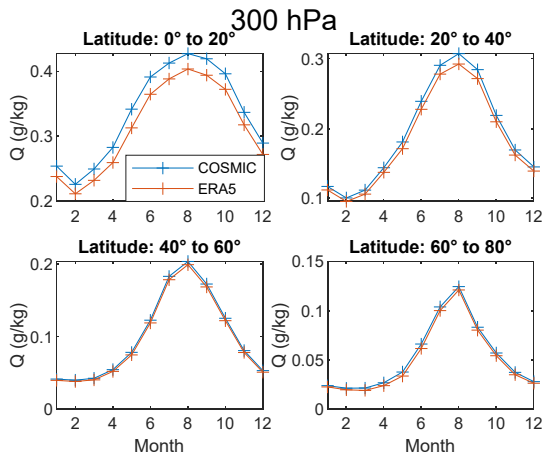 300 hPa
Latitude: 0° to 20°
Q (g/kg)
0.4
0.3
0.2
2 4 6 8 10 12
COSMIC
ERA5
Latitude: 20° to 40°
Q (g/kg)
0.3
0.2
0.1
2 4 6 8 10 12
Latitude: 40° to 60°
Q (g/kg)
0.2
0.1
0
2 4 6 8 10 12
Month
Latitude: 60° to 80°
Q (g/kg)
0.15
0.1
0.05
0
2 4 6 8 10 12
Month